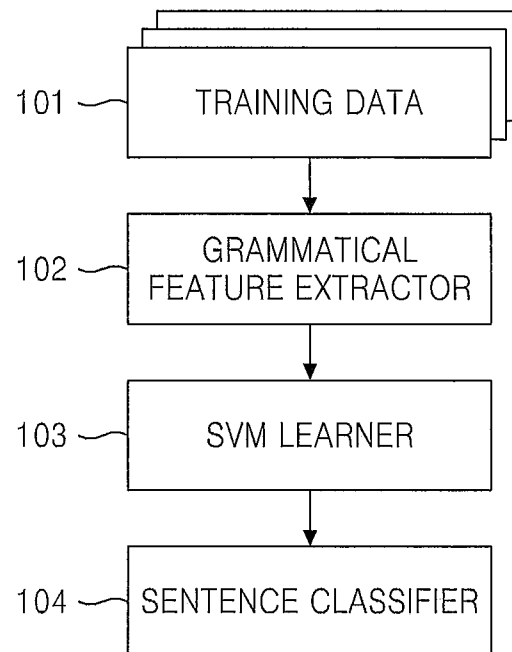 101
TRAINING DATA
102
GRAMMATICAL
FEATURE EXTRACTOR
103
SVM LEARNER
104
SENTENCE CLASSIFIER